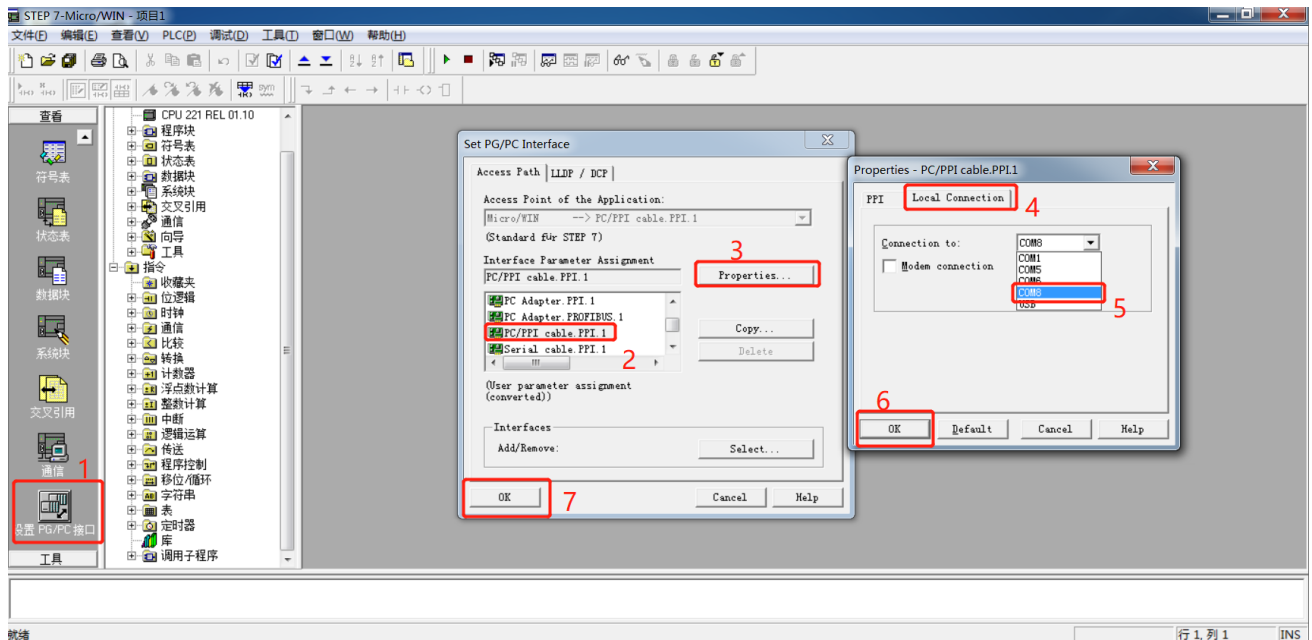 STEP 7-Micro/WIN - 项目1
文件(F) 编辑(E) 查看(V) PLC(P) 调试(D) 工具(T) 窗口(W) 帮助(H)
查看
符号表
状态表
数据块
系统块
交叉引用
通信
1
设置 PG/PC 接口
工具
CPU 221 REL 01.10
程序块
符号表
状态表
数据块
系统块
交叉引用
通信
向导
工具
指令
收藏夹
位逻辑
时钟
通信
比较
转换
计数器
浮点数计算
整数计算
中断
逻辑运算
传送
程序控制
移位/循环
字符串
表
定时器
库
调用子程序
Set PG/PC Interface
Access Path LLDP / DCP
Access Point of the Application:
Micro/WIN --> PC/PPI cable.PPI.1
(Standard für STEP 7)
Interface Parameter Assignment
PC/PPI cable.PPI.1
3
Properties...
PC Adapter.PPI.1
PC Adapter.PROFIBUS.1
PC/PPI cable.PPI.1
Serial cable.PPI.1
2
Copy...
Delete
(User parameter assignment
(converted))
Interfaces
Add/Remove:
Select...
OK
7
Cancel
Help
Properties - PC/PPI cable.PPI.1
PPI
Local Connection
4
Connection to:
COM8
Modem connection
COM1
COM5
COM6
COM8
USB
5
6
OK
Default
Cancel
Help
就绪
行 1, 列 1
INS